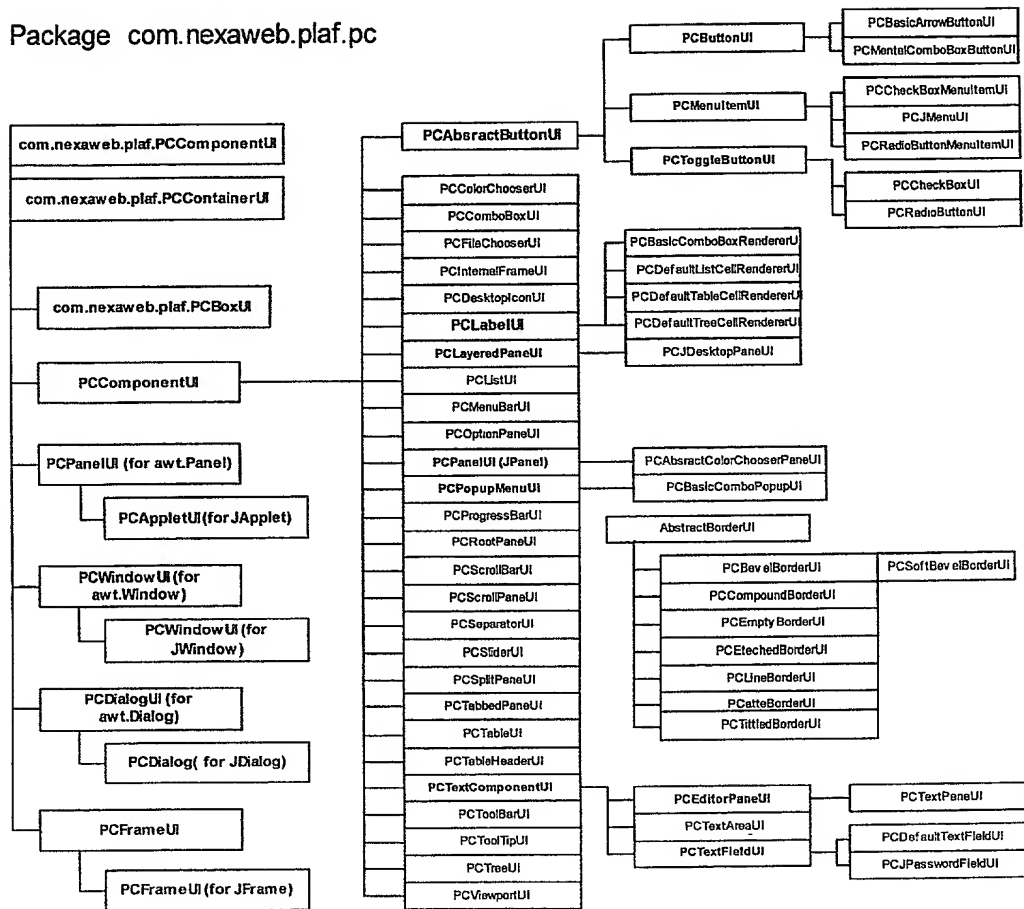 Package com.nexaweb.plaf.pc
com.nexaweb.plaf.PCComponentUI
com.nexaweb.plaf.PCContainerUI
com.nexaweb.plaf.PCBoxUI
PCComponentUI
PCPanelUI (for awt.Panel)
PCAppletUI(for JApplet)
PCWindowUI(for
awt.Window)
PCWindowUI(for
JWindow)
PCDialogUI (for
awt.Dialog)
PCDialog( for JDialog)
PCFrameUI
PCFrameUI(for JFrame)
PCAbsractButtonUI
PCColorChooserUI
PCComboBoxUI
PCFileChooserUI
PCInternalFrameUI
PCDesktopIconUI
PCLabelUI
PCLayeredPaneUI
PCListUI
PCMenuBarUI
PCOptionPaneUI
PCPanelUI (JPanel)
PCPopupMenuUI
PCProgressBarUI
PCRootPaneUI
PCScrollBarUI
PCScrollPaneUI
PCSeparatorUI
PCSliderUI
PCSplitPaneUI
PCTabbedPaneUI
PCTableUI
PCTableHeaderUI
PCTextComponentUI
PCToolBarUI
PCToolTipUI
PCTreeUI
PCViewportUI
PCButtonUI
PCBasicArrowButtonUI
PCMentalComboBoxButtonUI
PCMenuItemUI
PCCheckBoxMenuItemUI
PCJMenuUI
PCRadioButtonMenuItemUI
PCToggleButtonUI
PCCheckBoxUI
PCRadioButtonUI
PCBasicComboBoxRendererUI
PCDefaultListCellRendererUI
PCDefaultTableCellRendererUI
PCDefaultTreeCellRendererUI
PCJDesktopPaneUI
PCAbsractColorChooserPaneUI
PCBasicComboPopupUI
AbstractBorderUI
PCBevelBorderUI
PCSoftBevelBorderUI
PCCompoundBorderUI
PCEmptyBorderUI
PCEtechedBorderUI
PCLineBorderUI
PCatteBorderUI
PCTittledBorderUI
PCEditorPaneUI
PCTextPaneUI
PCTextAreaUI
PCTextFieldUI
PCDefaultTextFieldUI
PCJPasswordFieldUI